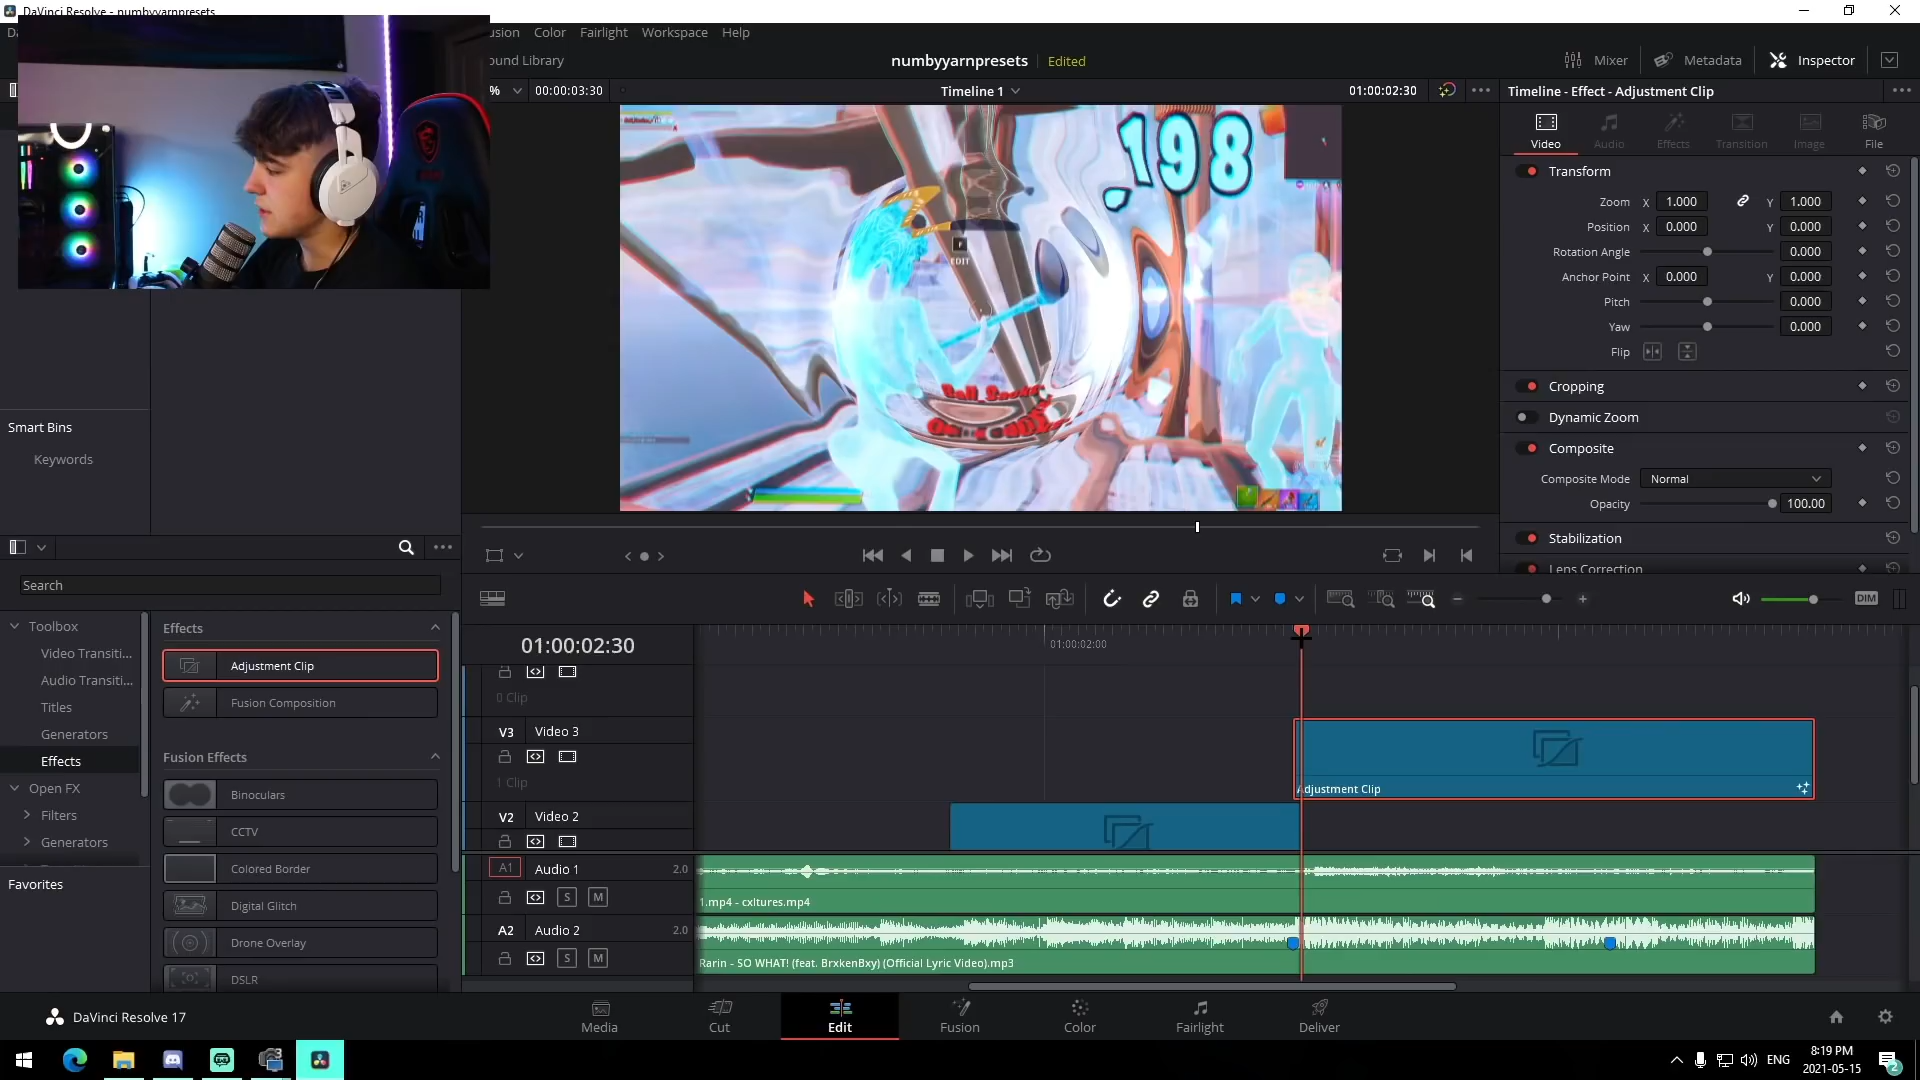 DaVinci Resolve - numbyyarnpresets
usion Color Fairlight Workspace Help
ound Library
numbyyarnpresets Edited
Mixer Metadata Inspector
% 00:00:03:30 Timeline 1 01:00:02:30
Timeline - Effect - Adjustment Clip
Video Audio Effects Transition Image File
Transform
Zoom X 1.000 Y 1.000
Position X 0.000 Y 0.000
Rotation Angle 0.000
Anchor Point X 0.000 Y 0.000
Pitch 0.000
Yaw 0.000
Flip
Cropping
Dynamic Zoom
Composite
Composite Mode Normal
Opacity 100.00
Stabilization
Lens Correction
198
F
EDIT
Smart Bins
Keywords
Search
Toolbox
Video Transiti...
Audio Transiti...
Titles
Generators
Effects
Open FX
Filters
Generators
Favorites
Effects
Adjustment Clip
Fusion Composition
Fusion Effects
Binoculars
CCTV
Colored Border
Digital Glitch
Drone Overlay
DSLR
DIM
01:00:02:30
01:00:02:00
0 Clip
V3 Video 3
1 Clip
Adjustment Clip
V2 Video 2
A1 Audio 1 2.0
S M
1.mp4 - cxltures.mp4
A2 Audio 2 2.0
S M
Rarin - SO WHAT! (feat. BrxkenBxy) (Official Lyric Video).mp3
DaVinci Resolve 17
Media Cut Edit Fusion Color Fairlight Deliver
ENG
8:19 PM
2021-05-15
2